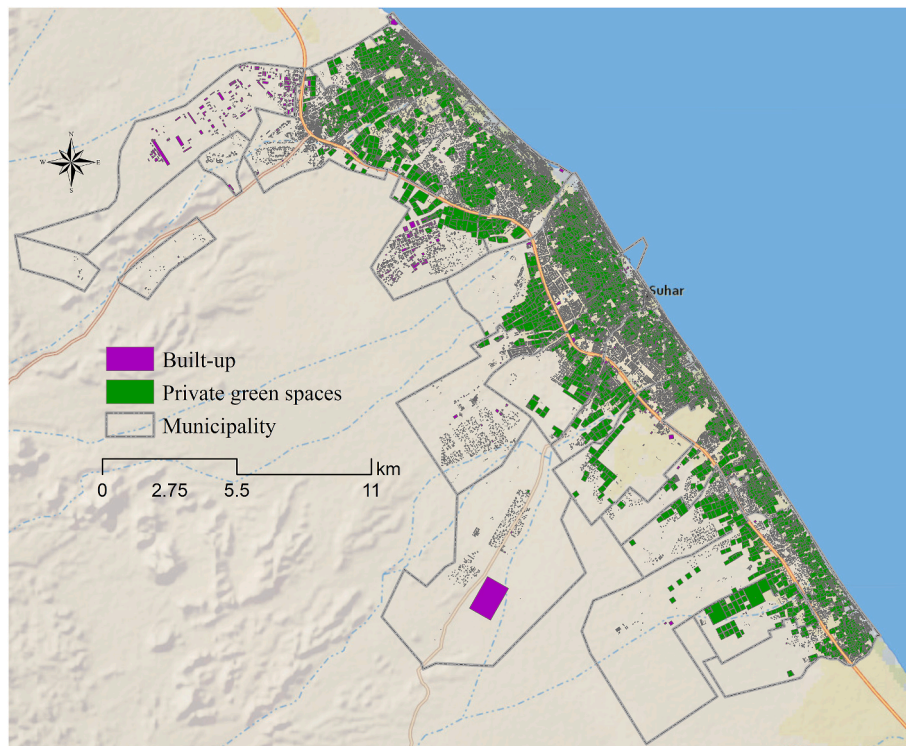 N
W E
S
Suhar
Built-up
Private green spaces
Municipality
km
0 2.75 5.5 11